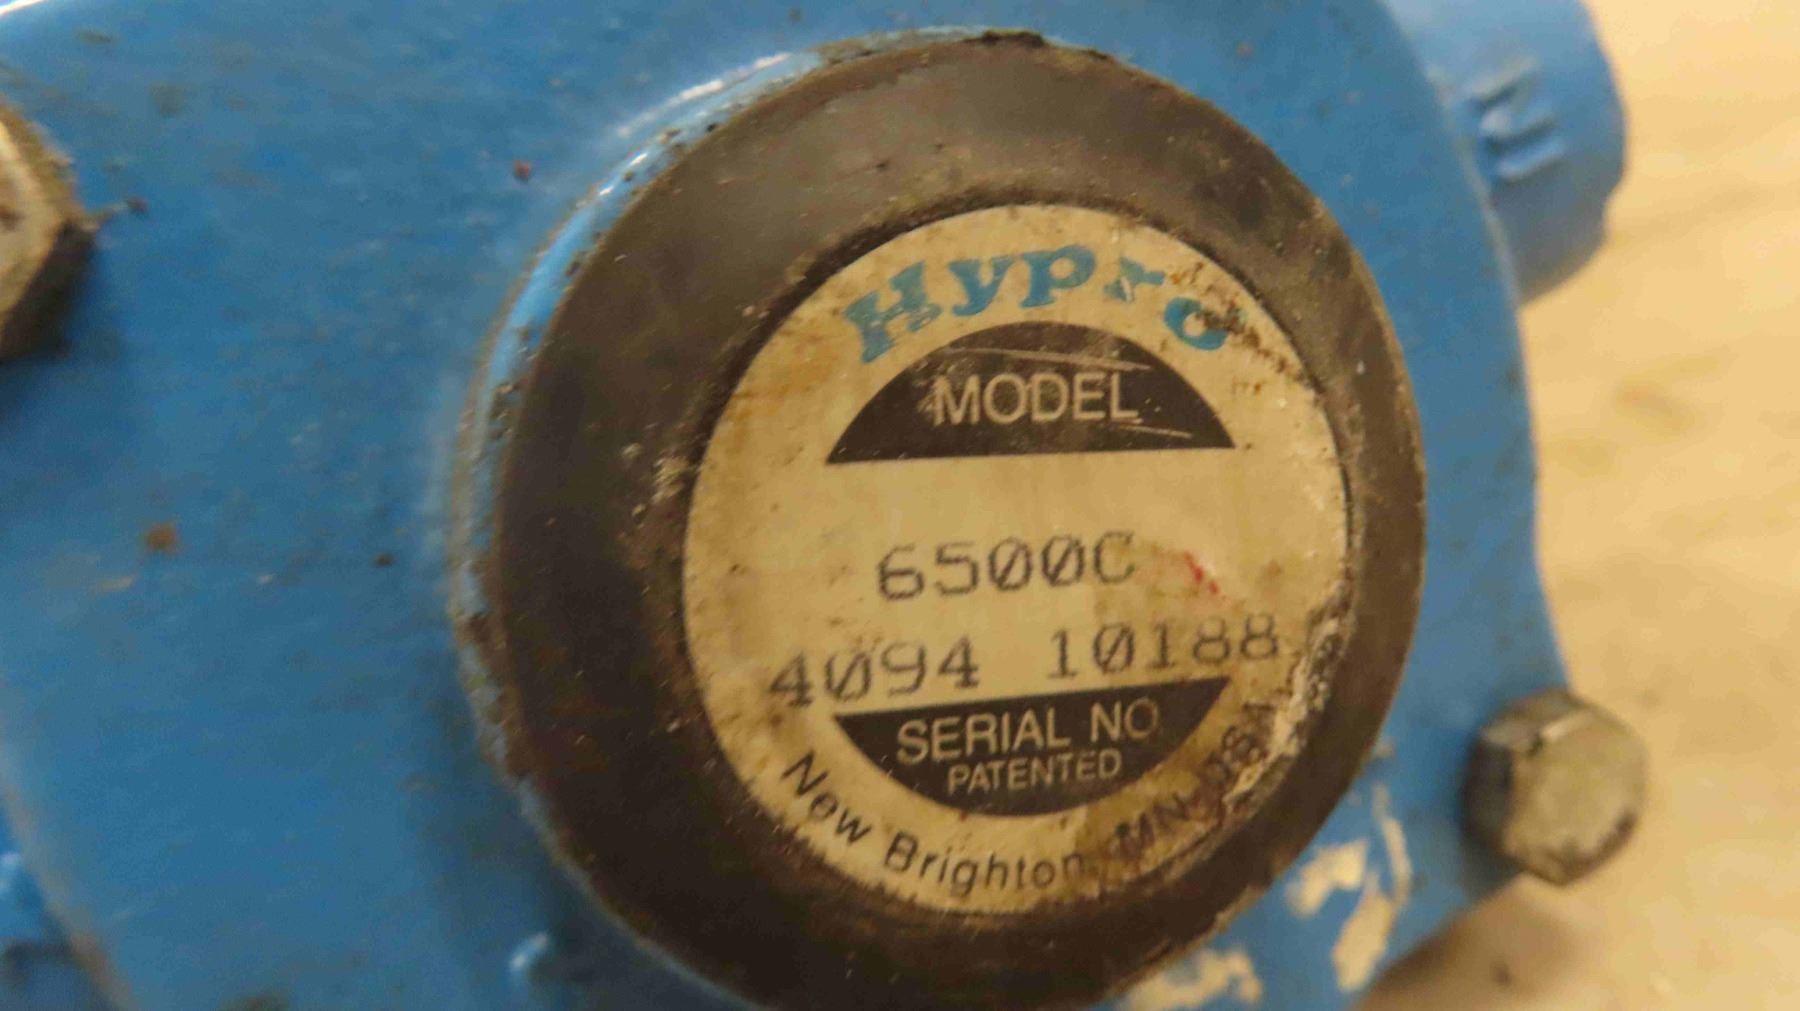 Hypro
MODEL
6500C
4094 10188
SERIAL NO.
PATENTED
New Brighton, MN USA
N